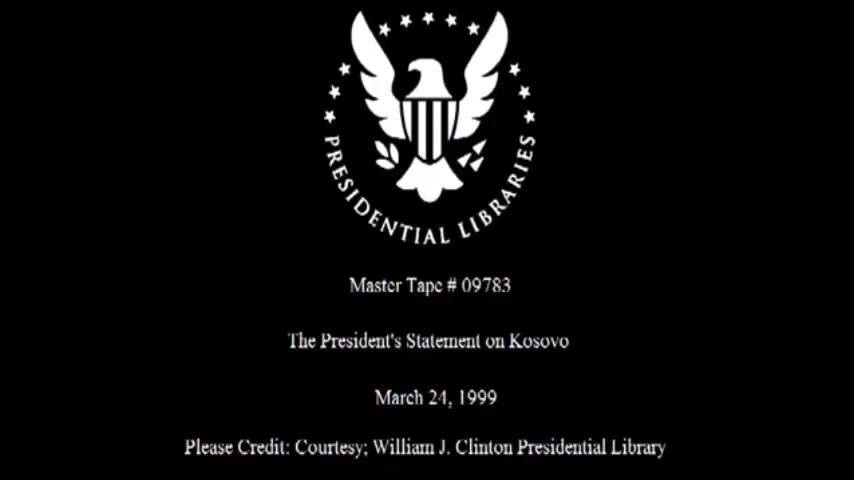 PRESIDENTIAL LIBRARIES
Master Tape # 09783
The President's Statement on Kosovo
March 24, 1999
Please Credit: Courtesy; William J. Clinton Presidential Library